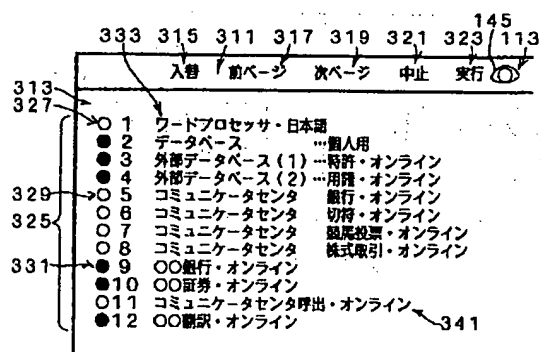 145
333 315 311 317 319 321 323 113
入替 前ページ 次ページ 中止 実行
313
327 ○ 1 ワードプロセッサ・日本語
● 2 データベース …個人用
● 3 外部データベース(1)…特許・オンライン
● 4 外部データベース(2)…用語・オンライン
329 ○ 5 コミュニケータセンタ 銀行・オンライン
325 ○ 6 コミュニケータセンタ 切符・オンライン
○ 7 コミュニケータセンタ 競馬投票・オンライン
○ 8 コミュニケータセンタ 株式取引・オンライン
331 ● 9 ○○銀行・オンライン
●10 ○○証券・オンライン
○11 コミュニケータセンタ呼出・オンライン
●12 ○○翻訳・オンライン 341